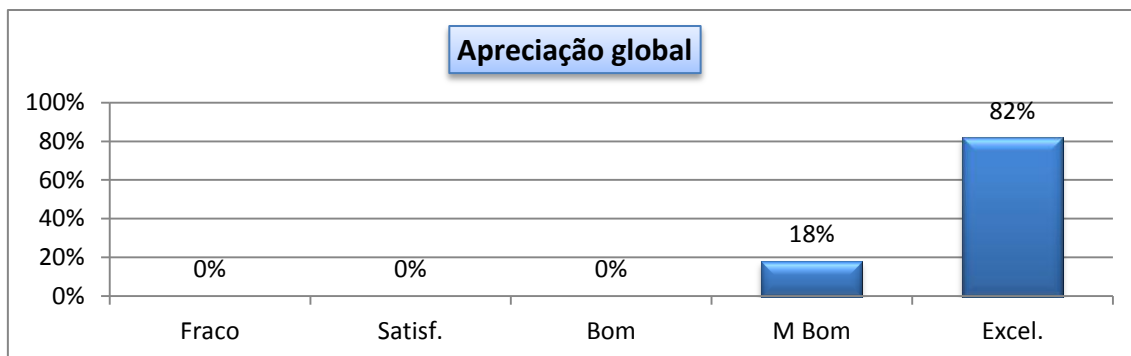 Apreciação global
100%
80%
60%
40%
20%
0%
0%
0%
0%
18%
82%
Fraco
Satisf.
Bom
M Bom
Excel.